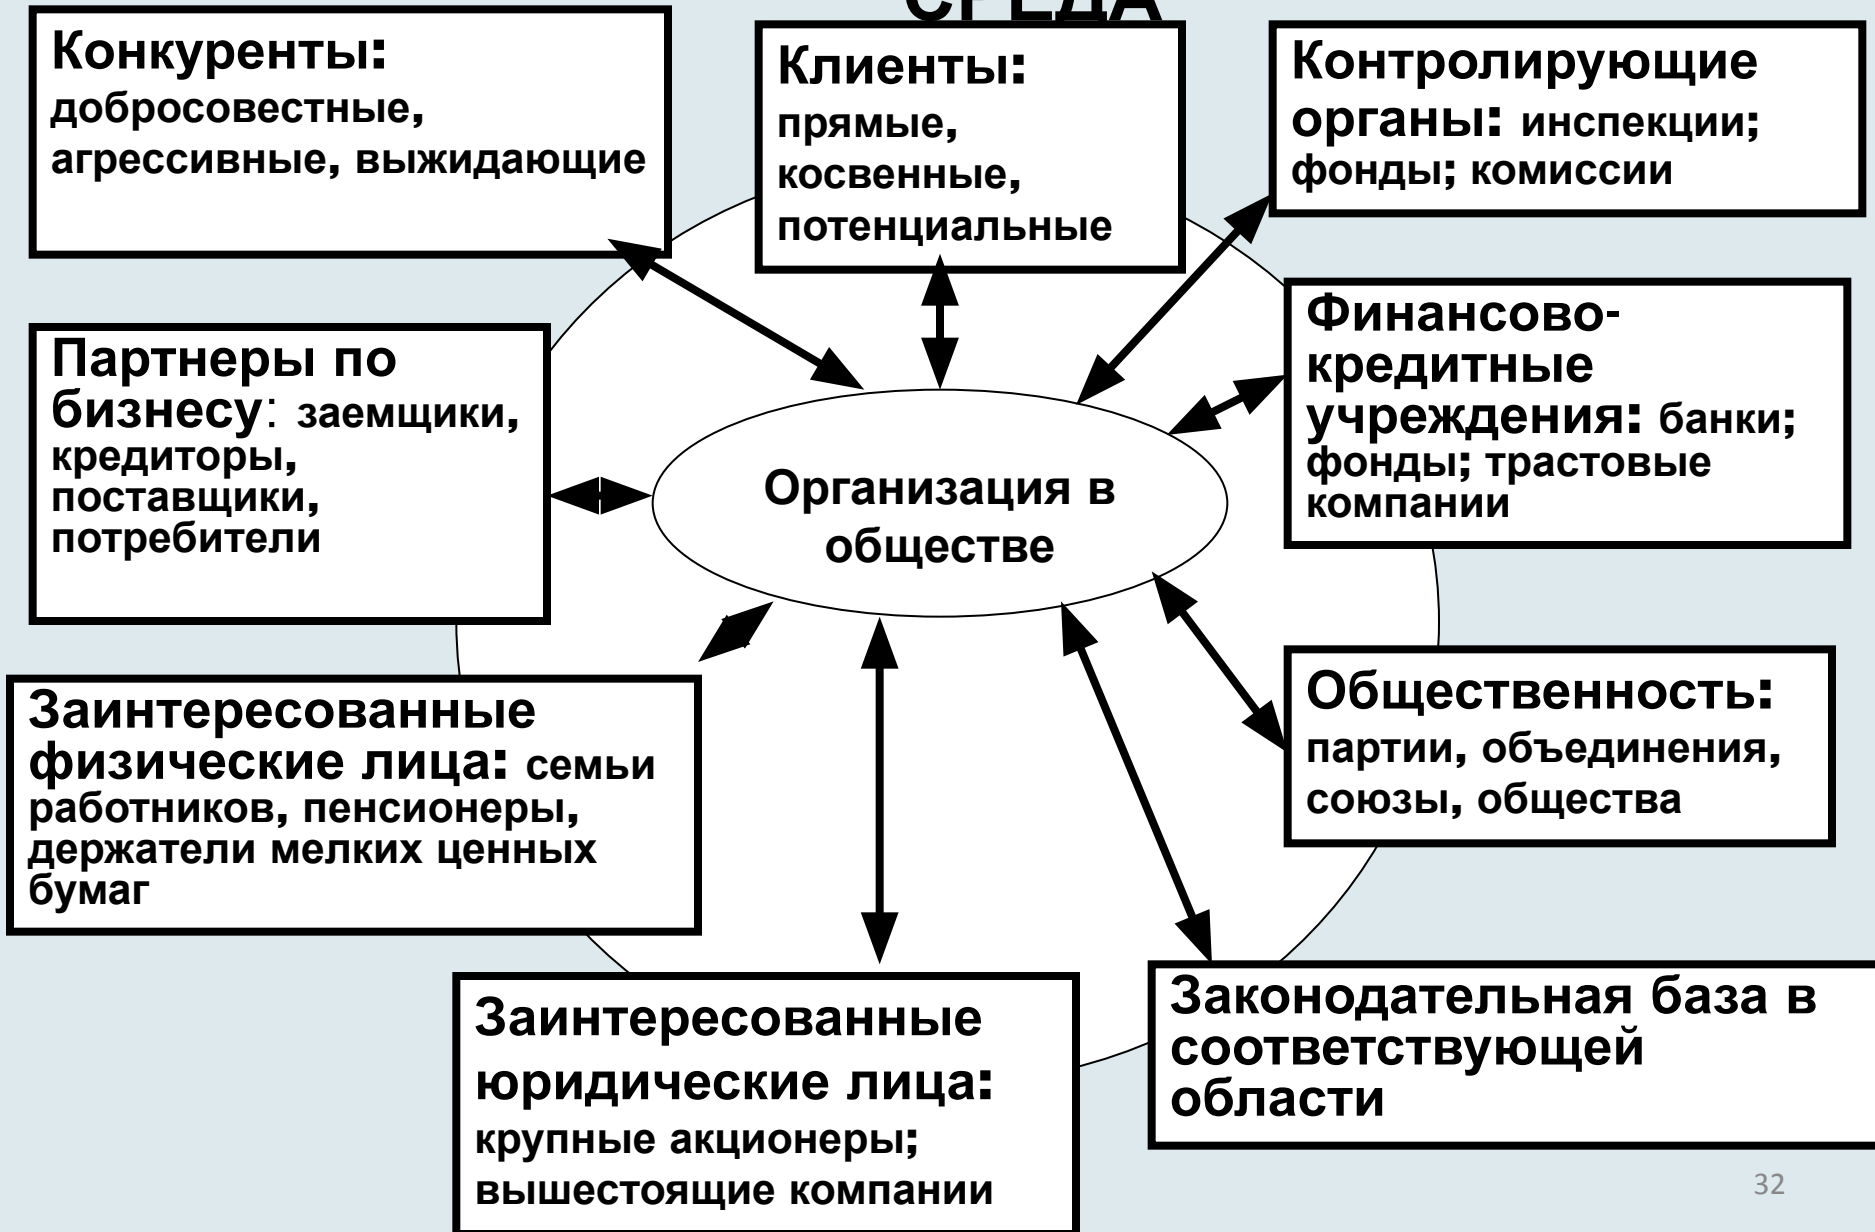 СРЕДА
Конкуренты:
добросовестные,
агрессивные, выжидающие
Клиенты:
прямые,
косвенные,
потенциальные
Контролирующие
органы: инспекции;
фонды; комиссии
Партнеры по
бизнесу: заемщики,
кредиторы,
поставщики,
потребители
Организация в
обществе
Финансово-
кредитные
учреждения: банки;
фонды; трастовые
компании
Заинтересованные
физические лица: семьи
работников, пенсионеры,
держатели мелких ценных
бумаг
Общественность:
партии, объединения,
союзы, общества
Заинтересованные
юридические лица:
крупные акционеры;
вышестоящие компании
Законодательная база в
соответствующей
области
32